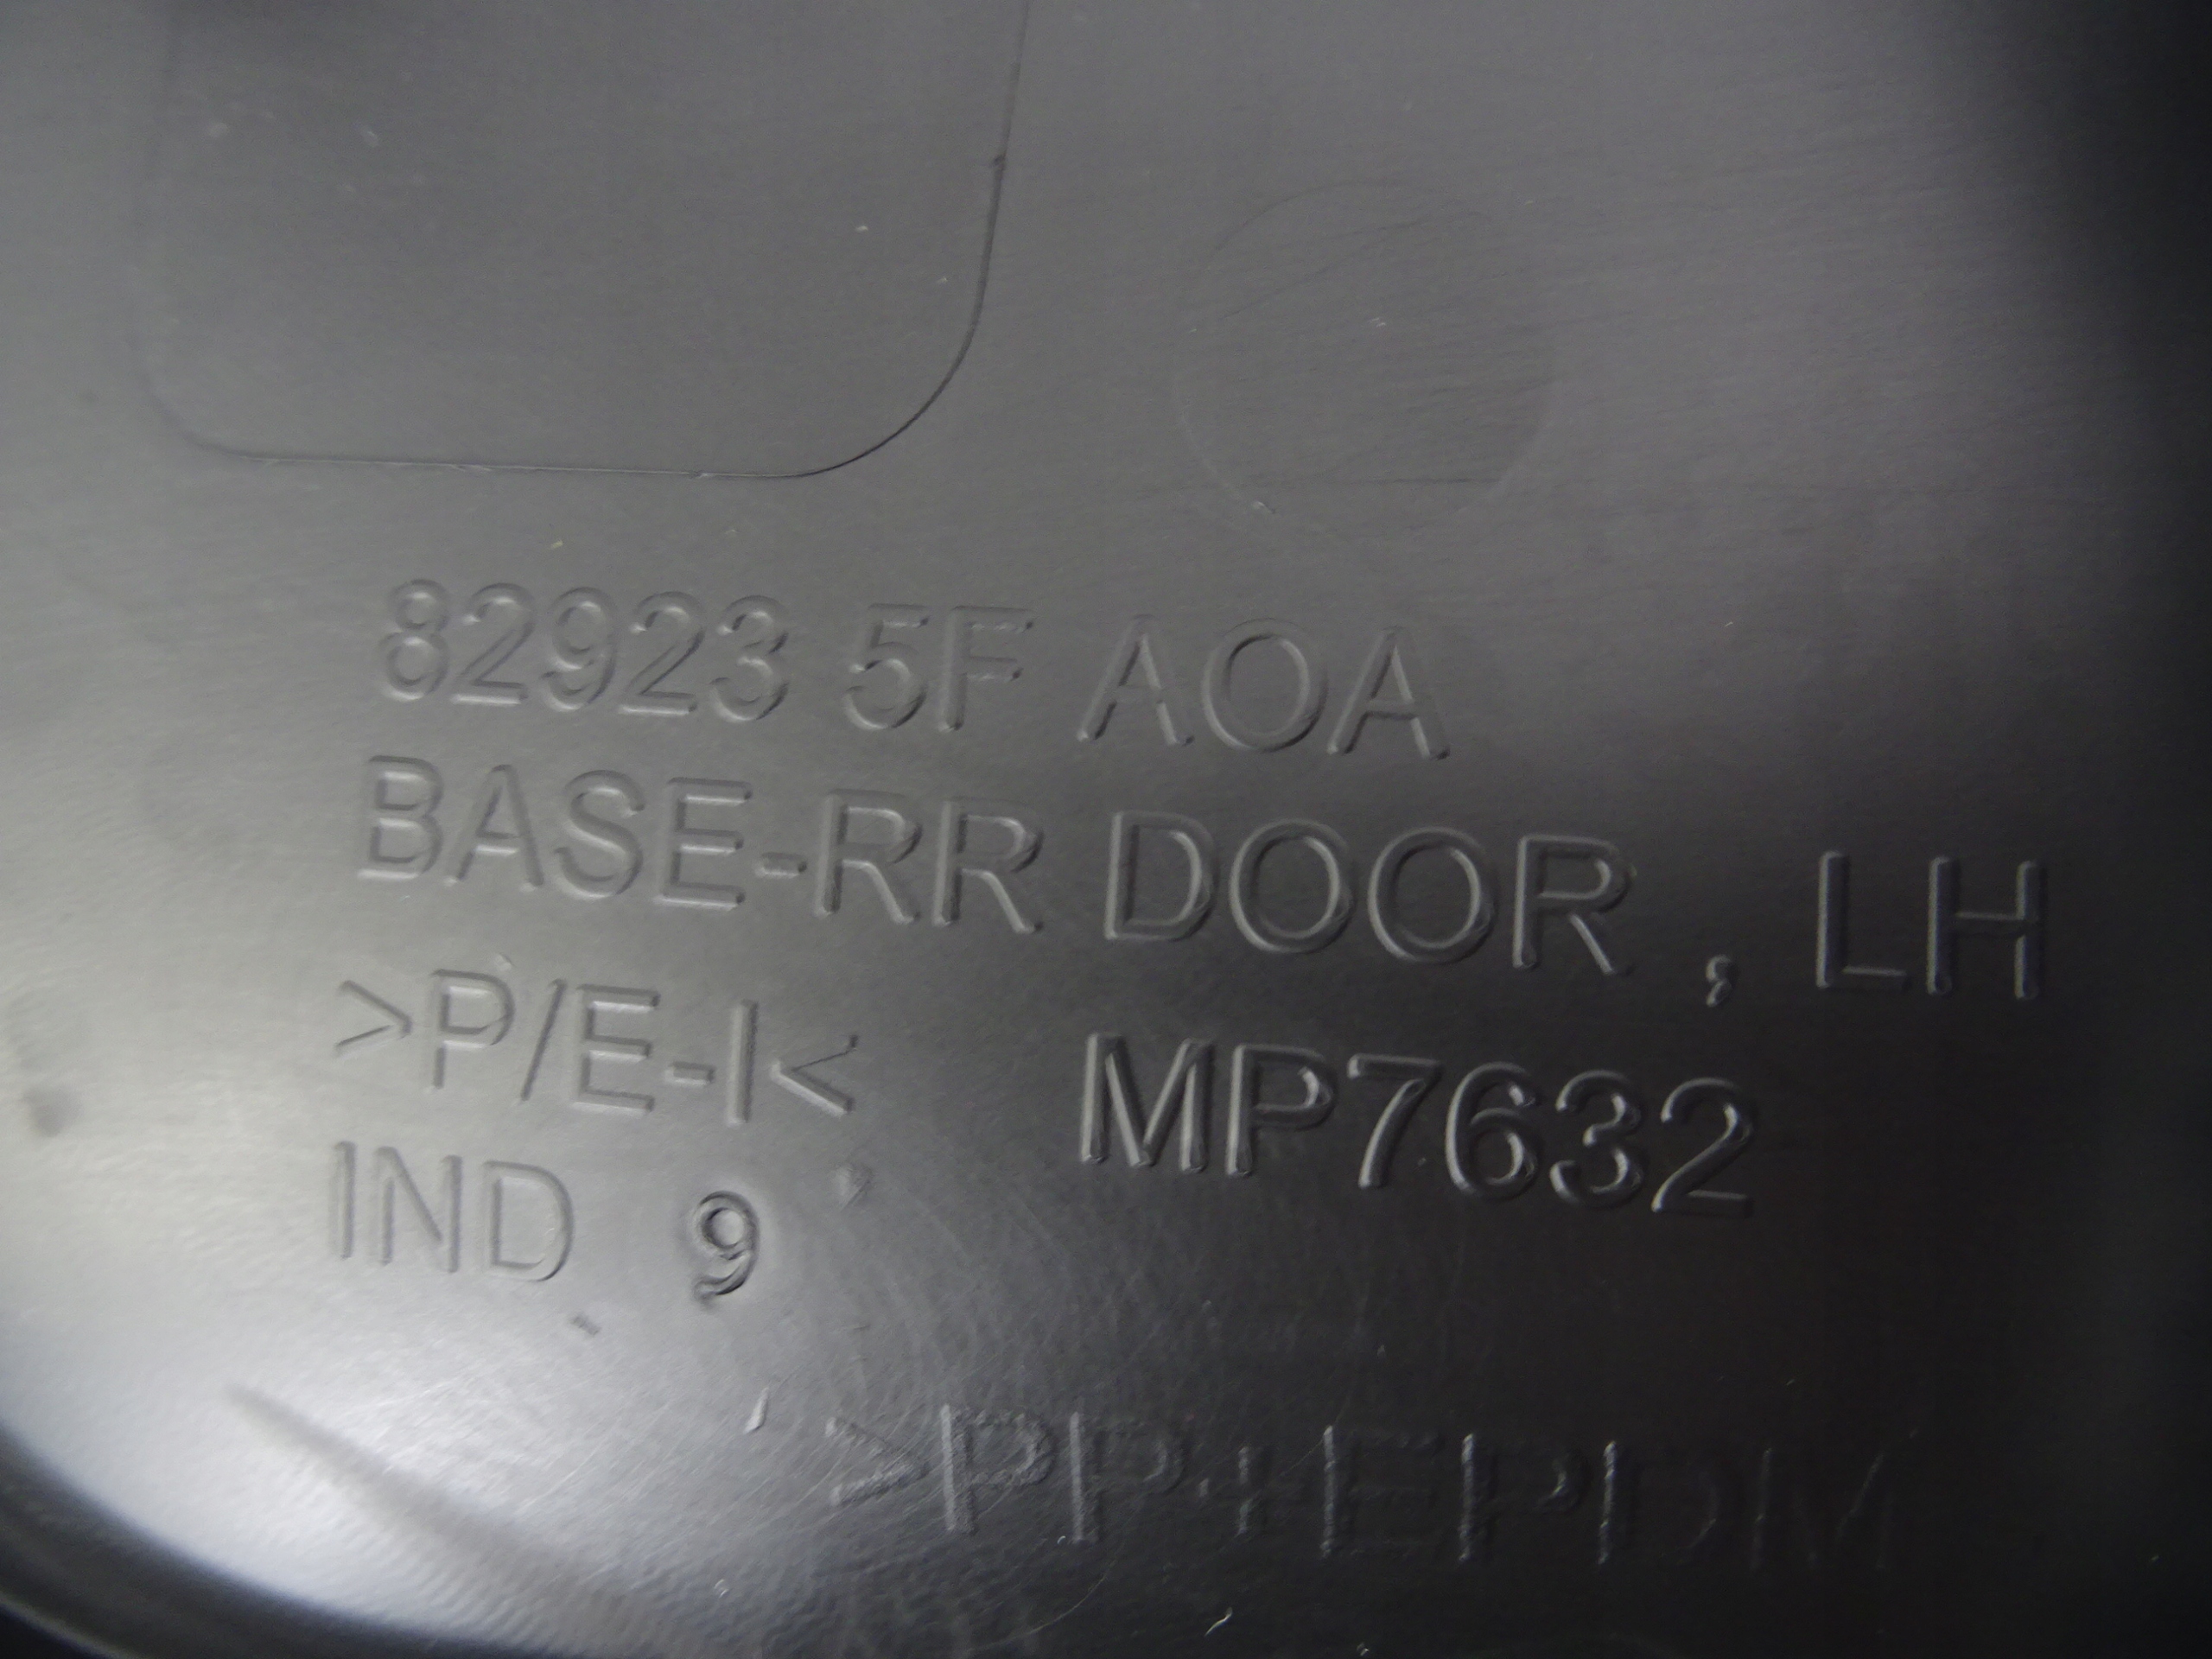 82923 5F AOA
BASE-RR DOOR , LH
>P/E-I< MP7632
IND 9
>PP+EPDM